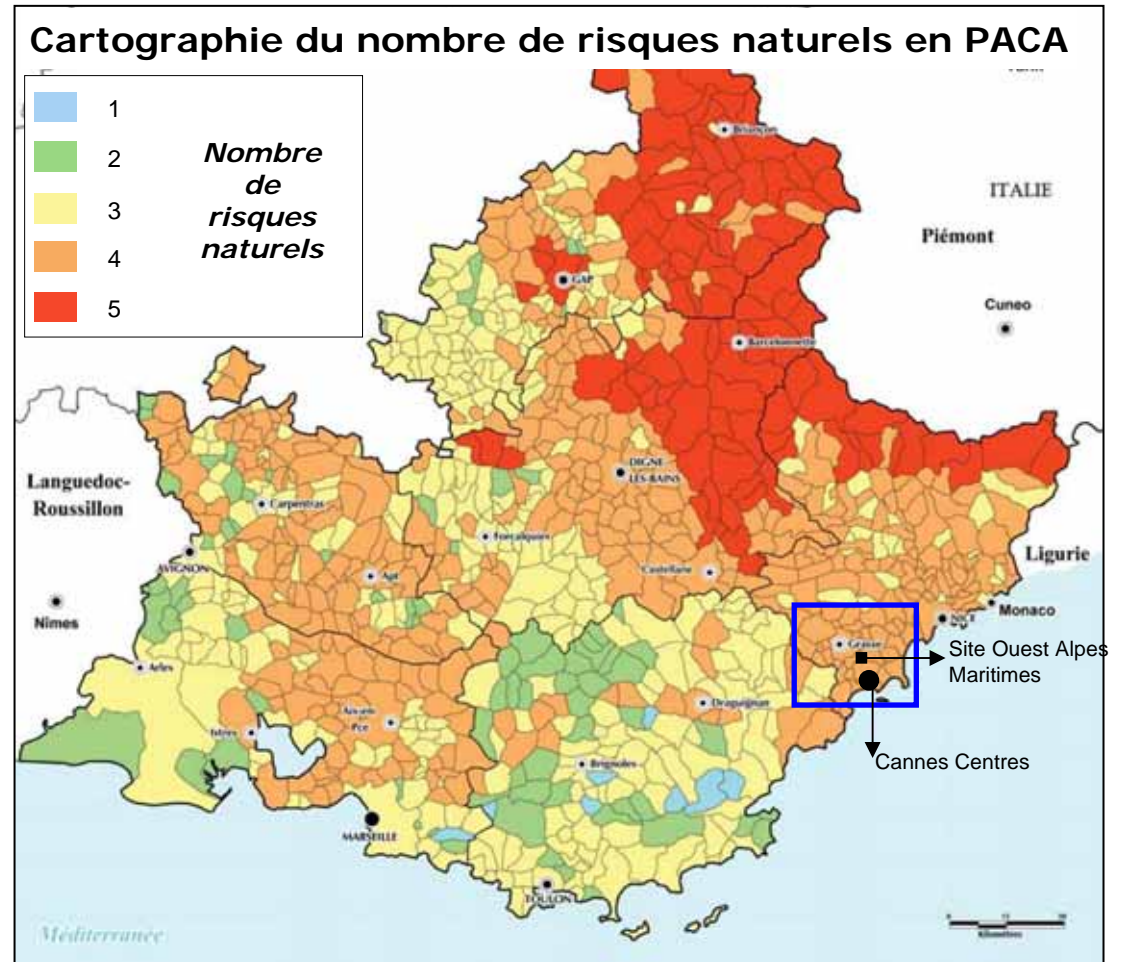 Cartographie du nombre de risques naturels en PACA
1
2
3
4
5
Nombre
de
risques
naturels
Briançon
ITALIE
Piémont
GAP
Cuneo
Barcelonnette
Languedoc-
Roussillon
DIGNE
LES-BAINS
Carpentras
Forcalquier
AVIGNON
Apt
Castellane
Ligurie
Nîmes
NICE
Monaco
Grasse
Site Ouest Alpes
Maritimes
Arles
Draguignan
Aix-en-
Pce
Istres
Cannes Centres
Brignoles
MARSEILLE
TOULON
Méditerranée
Kilomètres